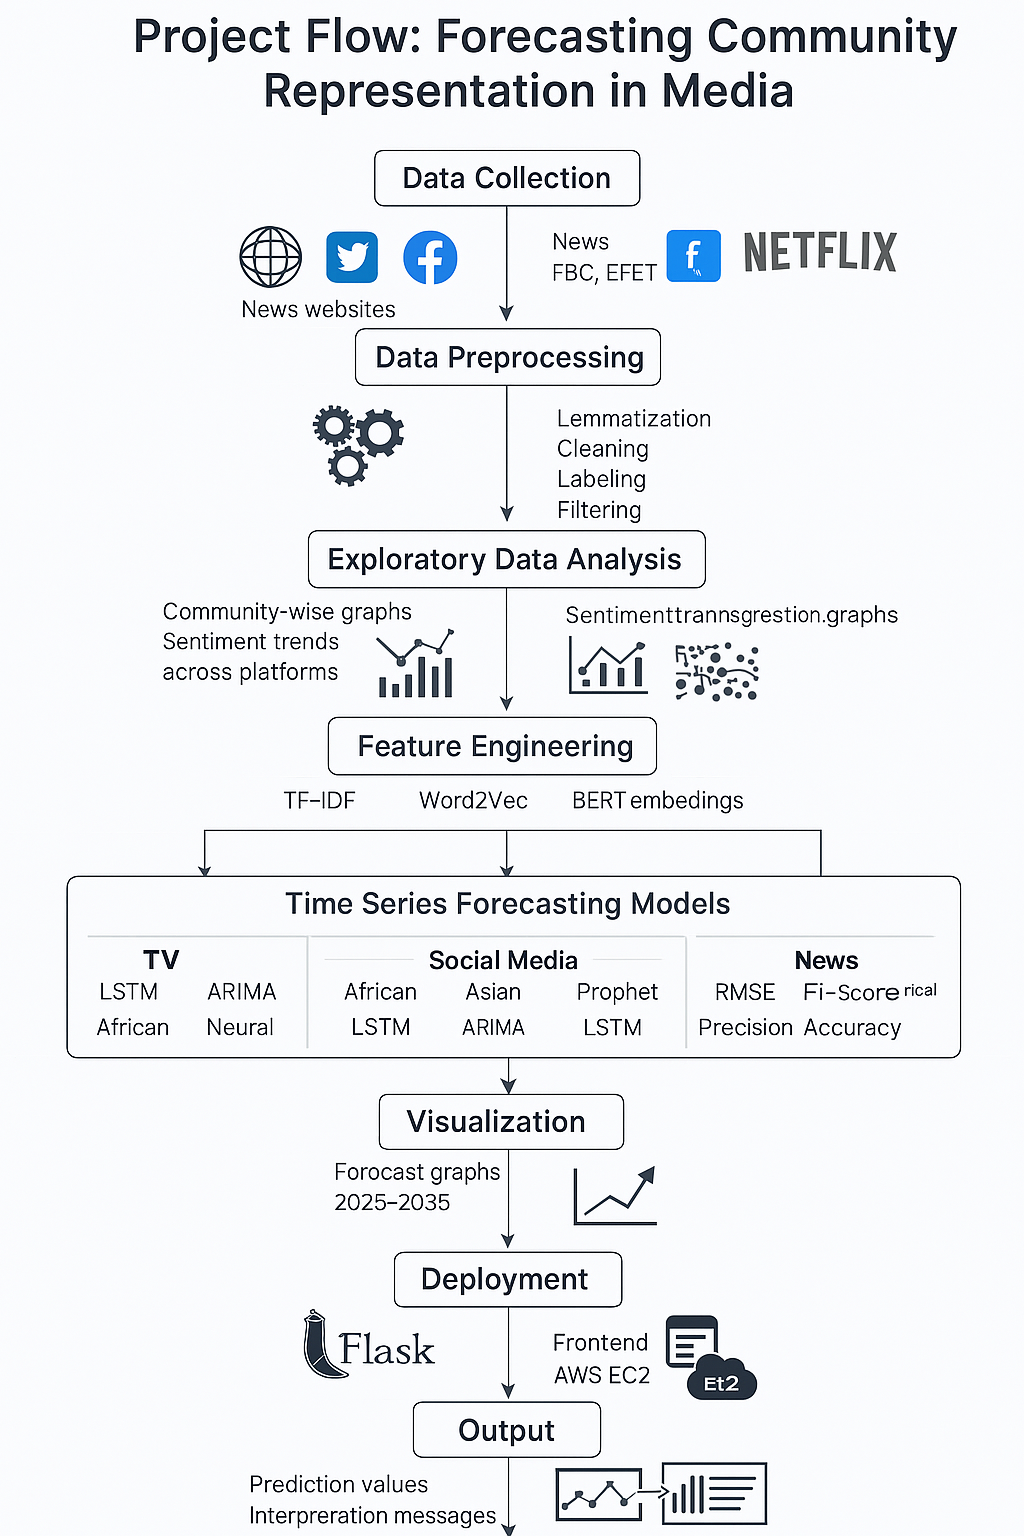 Project Flow: Forecasting Community
Representation in Media
Data Collection
News websites
News
FBC, EFET
f
NETFLIX
Data Preprocessing
Lemmatization
Cleaning
Labeling
Filtering
Exploratory Data Analysis
Community-wise graphs
Sentiment trends
across platforms
Sentimenttrannsgrestion.graphs
Feature Engineering
TF-IDF Word2Vec BERT embedings
Time Series Forecasting Models
TV
LSTM ARIMA
African Neural
Social Media
African Asian Prophet
LSTM ARIMA LSTM
News
RMSE Fi-Score rical
Precision Accuracy
Visualization
Forocast graphs
2025-2035
Deployment
Flask
Frontend
AWS EC2
Et2
Output
Prediction values
Interpreration messages